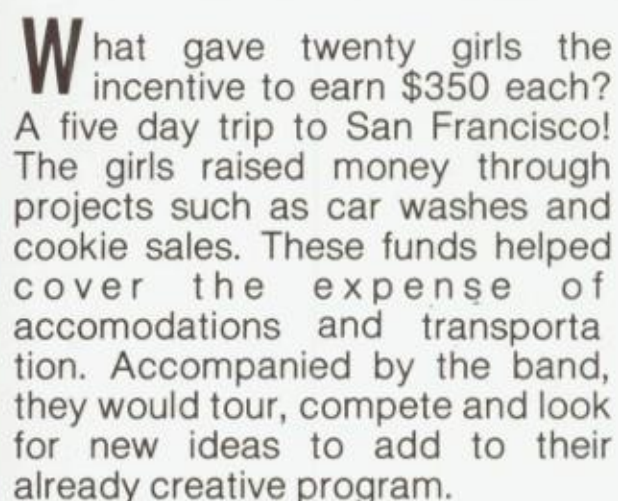 What gave twenty girls the
incentive to earn $350 each?
A five day trip to San Francisco!
The girls raised money through
projects such as car washes and
cookie sales. These funds helped
cover the expense of
accomodations and transporta
tion. Accompanied by the band,
they would tour, compete and look
for new ideas to add to their
already creative program.